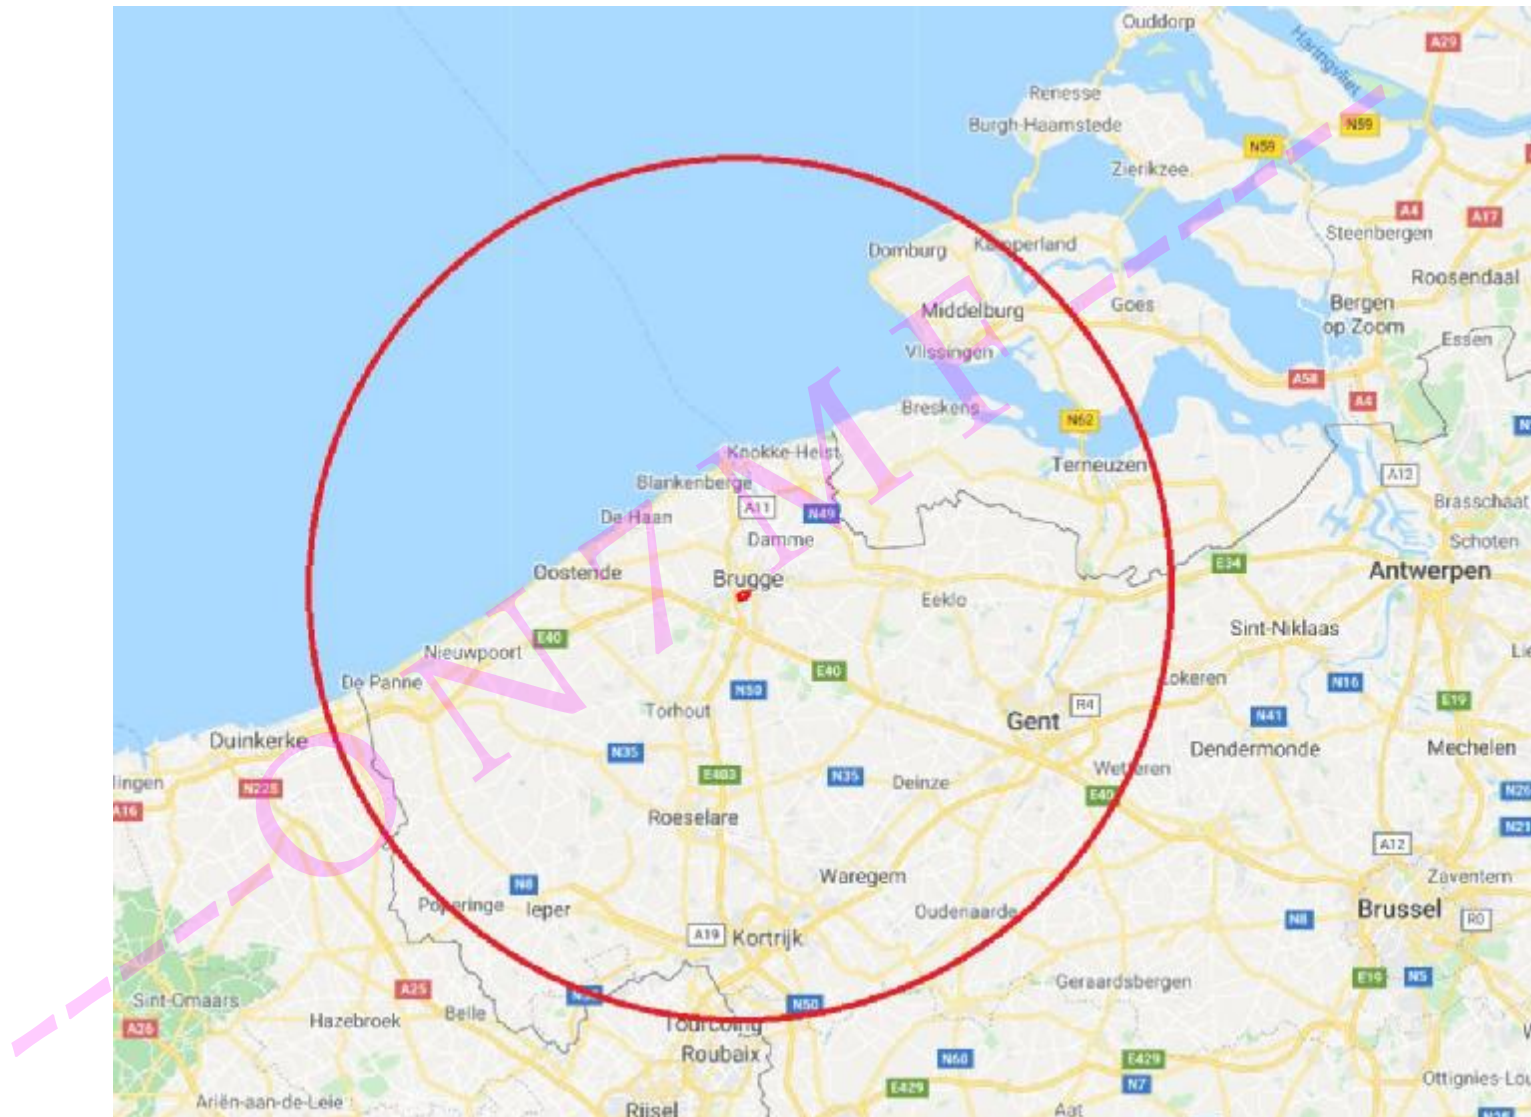 Ouddorp
A29
Haringvliet
Renesse
Burgh-Haamstede
N59
N59
Zierikzee
A4
A17
Steenbergen
Domburg
Kamperland
Roosendaal
Middelburg
Goes
Bergen
op Zoom
Essen
Vlissingen
A58
A4
Breskens
N62
Knokke-Heist
Terneuzen
A12
Blankenberge
A11
N49
Brasschaat
De Haan
Damme
Schoten
Oostende
Brugge
E34
Antwerpen
Eeklo
E40
Sint-Niklaas
Nieuwpoort
E40
De Panne
N50
Lokeren
N16
Torhout
R4
Gent
N41
E19
Duinkerke
N35
Dendermonde
Mechelen
lingen
N225
E403
N35
Deinze
Wetteren
E40
N26
A16
Roeselare
N21
A12
Waregem
Zaventem
N8
Poperinge
Ieper
Oudenaarde
Brussel
N8
R0
A19
Kortrijk
A25
Geraardsbergen
E19
N5
Sint-Omaars
N50
A26
Hazebroek
Belle
Tourcoing
Roubaix
N60
E429
N7
Ottignies-Lou
Ariën-aan-de-Leie
Rijsel
E429
Aat
---ON7MF---